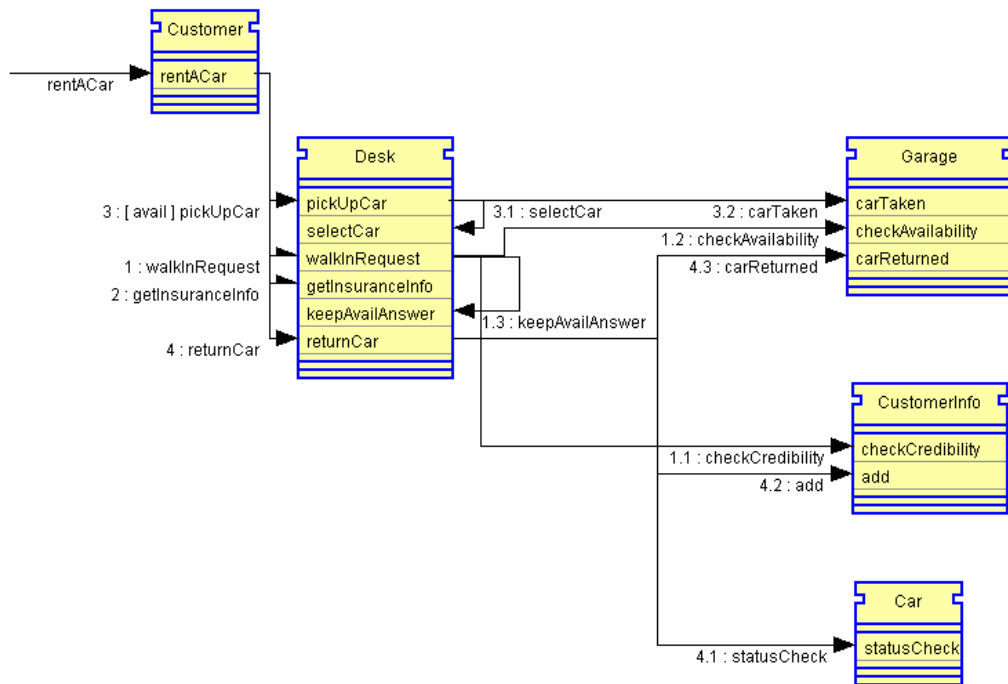 Customer
rentACar
rentACar
Desk
pickUpCar
selectCar
walkInRequest
getInsuranceInfo
keepAvailAnswer
returnCar
3 : [ avail ] pickUpCar
1 : walkInRequest
2 : getInsuranceInfo
4 : returnCar
3.1 : selectCar
3.2 : carTaken
1.2 : checkAvailability
4.3 : carReturned
1.3 : keepAvailAnswer
Garage
carTaken
checkAvailability
carReturned
CustomerInfo
checkCredibility
add
1.1 : checkCredibility
4.2 : add
Car
statusCheck
4.1 : statusCheck